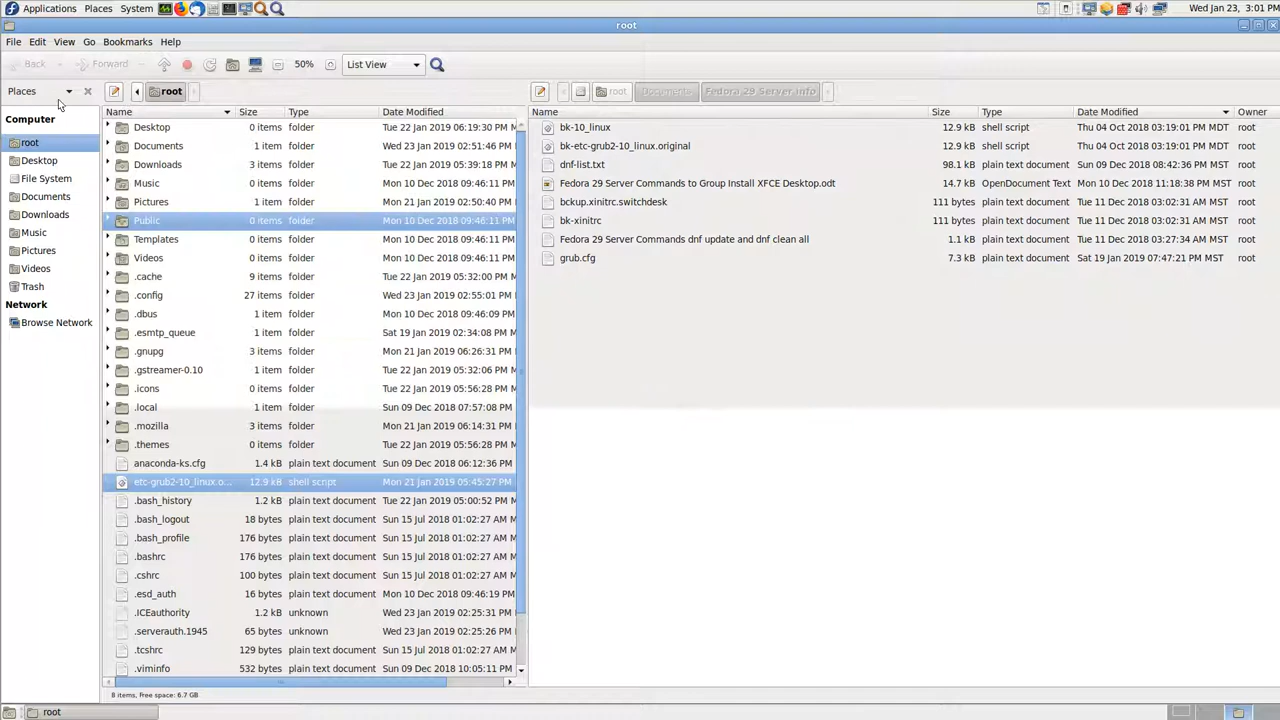 Applications Places System Wed Jan 23, 3:01 PM
root
File Edit View Go Bookmarks Help
Back Forward 50% List View
Places root root Documents Fedora 29 Server Info
Name Size Type Date Modified Name Size Type Date Modified Owner
Computer
root
Desktop
File System
Documents
Downloads
Music
Pictures
Videos
Trash
Network
Browse Network
Desktop 0 items folder Tue 22 Jan 2019 06:19:30 PM M
Documents 1 item folder Wed 23 Jan 2019 02:51:46 PM
Downloads 3 items folder Tue 22 Jan 2019 05:39:18 PM M
Music 0 items folder Mon 10 Dec 2018 09:46:11 PM
Pictures 1 item folder Wed 23 Jan 2019 02:50:40 PM
Public 0 items folder Mon 10 Dec 2018 09:46:11 PM
Templates 0 items folder Mon 10 Dec 2018 09:46:11 PM
Videos 0 items folder Mon 10 Dec 2018 09:46:11 PM
.cache 9 items folder Tue 22 Jan 2019 05:32:00 PM M
.config 27 items folder Wed 23 Jan 2019 02:55:01 PM
.dbus 1 item folder Mon 10 Dec 2018 09:46:09 PM
.esmtp_queue 1 item folder Sat 19 Jan 2019 02:34:08 PM M
.gnupg 3 items folder Mon 21 Jan 2019 06:26:31 PM
.gstreamer-0.10 1 item folder Tue 22 Jan 2019 05:32:06 PM M
.icons 0 items folder Mon 10 Dec 2018 09:46:11 PM
.local 1 item folder Sun 09 Dec 2018 07:57:08 PM
.mozilla 3 items folder Mon 21 Jan 2019 06:14:31 PM
.themes 0 items folder Tue 22 Jan 2019 05:56:28 PM M
anaconda-ks.cfg 1.4 kB plain text document Sun 09 Dec 2018 06:12:36 PM
etc-grub2-10_linux.o... 12.9 kB shell script Mon 21 Jan 2019 05:45:27 PM
.bash_history 1.2 kB plain text document Tue 22 Jan 2019 05:00:52 PM M
.bash_logout 18 bytes plain text document Sun 15 Jul 2018 01:02:27 AM M
.bash_profile 176 bytes plain text document Sun 15 Jul 2018 01:02:27 AM M
.bashrc 176 bytes plain text document Sun 15 Jul 2018 01:02:27 AM M
.cshrc 100 bytes plain text document Sun 15 Jul 2018 01:02:27 AM M
.esd_auth 16 bytes plain text document Mon 10 Dec 2018 09:46:19 PM
.ICEauthority 1.2 kB unknown Wed 23 Jan 2019 02:25:31 PM
.serverauth.1945 65 bytes unknown Wed 23 Jan 2019 02:25:26 PM
.tcshrc 129 bytes plain text document Sun 15 Jul 2018 01:02:27 AM M
.viminfo 532 bytes plain text document Sun 09 Dec 2018 10:05:11 PM
bk-10_linux 12.9 kB shell script Thu 04 Oct 2018 03:19:01 PM MDT root
bk-etc-grub2-10_linux.original 12.9 kB shell script Thu 04 Oct 2018 03:19:01 PM MDT root
dnf-list.txt 98.1 kB plain text document Sun 09 Dec 2018 08:42:36 PM MST root
Fedora 29 Server Commands to Group Install XFCE Desktop.odt 14.7 kB OpenDocument Text Mon 10 Dec 2018 11:18:38 PM MST root
bckup.xinitrc.switchdesk 111 bytes plain text document Tue 11 Dec 2018 03:02:31 AM MST root
bk-xinitrc 111 bytes plain text document Tue 11 Dec 2018 03:02:31 AM MST root
Fedora 29 Server Commands dnf update and dnf clean all 1.1 kB plain text document Tue 11 Dec 2018 03:27:34 AM MST root
grub.cfg 7.3 kB plain text document Sat 19 Jan 2019 07:47:21 PM MST root
8 items, Free space: 6.7 GB
root